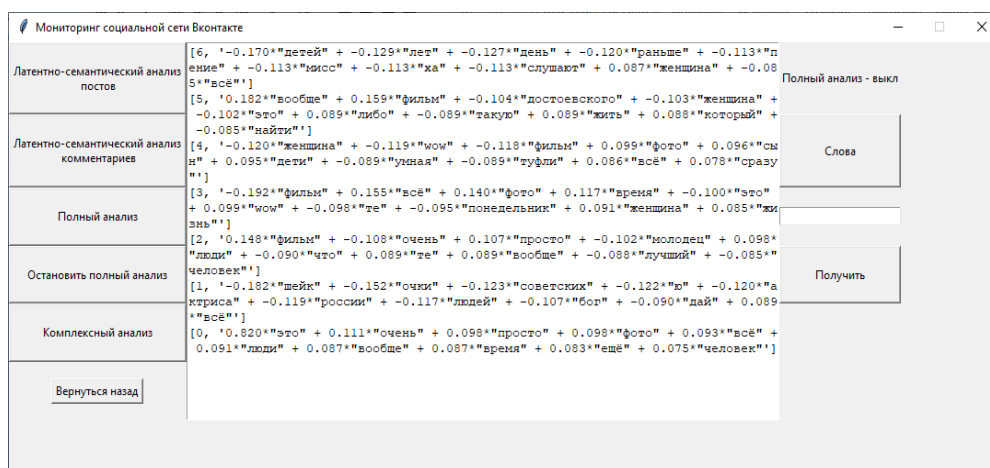 Мониторинг социальной сети Вконтакте
Латентно-семантический анализ
постов
Латентно-семантический анализ
комментариев
Полный анализ
Остановить полный анализ
Комплексный анализ
Вернуться назад
[6, '-0.170*"детей" + -0.129*"лет" + -0.127*"день" + -0.120*"раньше" + -0.113*"п
ение" + -0.113*"мисс" + -0.113*"ха" + -0.113*"слушают" + 0.087*"женщина" + -0.08
5*"всё"']
[5, '0.182*"вообще" + 0.159*"фильм" + -0.104*"достоевского" + -0.103*"женщина" +
-0.102*"это" + 0.089*"либо" + -0.089*"такую" + 0.089*"жить" + 0.088*"который" +
-0.085*"найти"']
[4, '-0.120*"женщина" + -0.119*"wow" + -0.118*"фильм" + 0.099*"фото" + 0.096*"сы
н" + 0.095*"дети" + -0.089*"умная" + -0.089*"туфли" + 0.086*"всё" + 0.078*"сразу
"']
[3, '-0.192*"фильм" + 0.155*"всё" + 0.140*"фото" + 0.117*"время" + -0.100*"это"
+ 0.099*"wow" + -0.098*"те" + -0.095*"понедельник" + 0.091*"женщина" + 0.085*"жи
знь"']
[2, '0.148*"фильм" + -0.108*"очень" + 0.107*"просто" + -0.102*"молодец" + 0.098*
"люди" + -0.090*"что" + 0.089*"те" + 0.089*"вообще" + -0.088*"лучший" + -0.085*"
человек"']
[1, '-0.182*"шейк" + -0.152*"очки" + -0.123*"советских" + -0.122*"ю" + -0.120*"а
ктриса" + -0.119*"россии" + -0.117*"людей" + -0.107*"бог" + -0.090*"дай" + 0.089
*"всё"']
[0, '0.820*"это" + 0.111*"очень" + 0.098*"просто" + 0.098*"фото" + 0.093*"всё" +
0.091*"люди" + 0.087*"вообще" + 0.087*"время" + 0.083*"ещё" + 0.075*"человек"']
Полный анализ - выкл
Слова
Получить